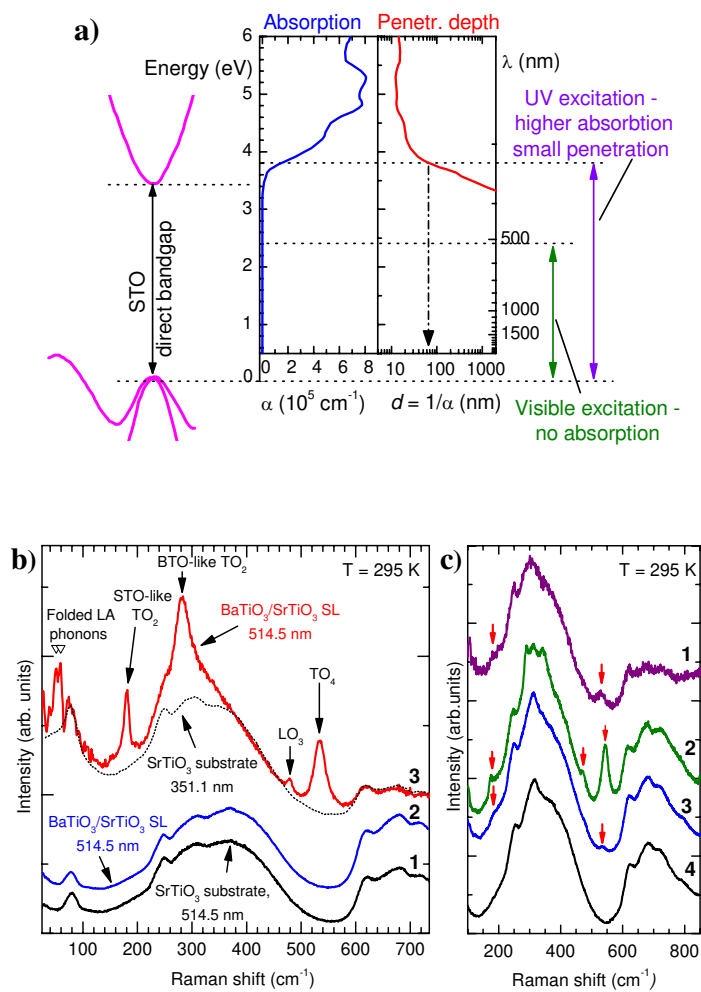 a)
Absorption
Penetr. depth
Energy (eV)
λ (nm)
6
5
4
3
2
1
0
500
1000
1500
0 2 4 6 8
10 100 1000
α (10⁵ cm⁻¹)
d = 1/α (nm)
STO
direct bandgap
UV excitation -
higher absorbtion
small penetration
Visible excitation -
no absorption
b)
BTO-like TO₂
T = 295 K
STO-like
TO₂
Folded LA
phonons
BaTiO₃/SrTiO₃ SL
514.5 nm
TO₄
LO₃
SrTiO₃ substrate
351.1 nm
3
2
1
BaTiO₃/SrTiO₃ SL
514.5 nm
SrTiO₃ substrate,
514.5 nm
Intensity (arb. units)
100 200 300 400 500 600 700
Raman shift (cm⁻¹)
c)
T = 295 K
1
2
3
4
Intensity (arb.units)
200 400 600 800
Raman shift (cm⁻¹)